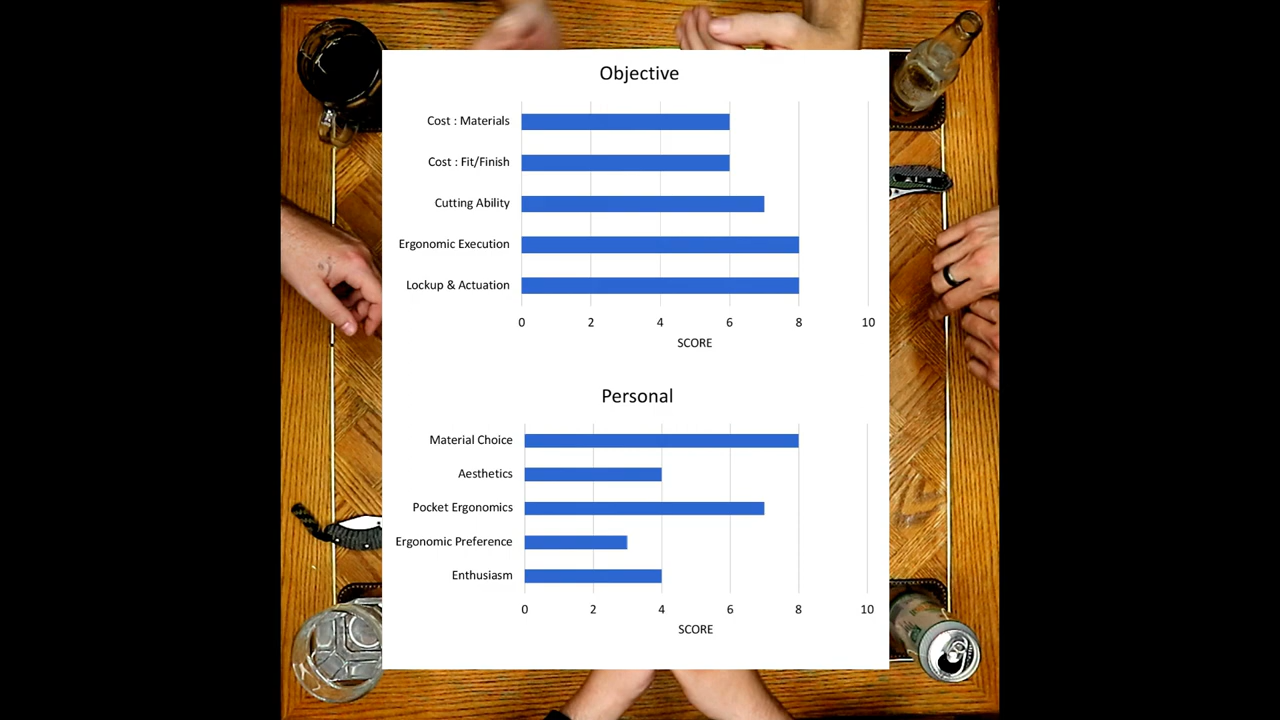 Objective
Cost : Materials
Cost : Fit/Finish
Cutting Ability
Ergonomic Execution
Lockup & Actuation
0 2 4 6 8 10
SCORE
Personal
Material Choice
Aesthetics
Pocket Ergonomics
Ergonomic Preference
Enthusiasm
0 2 4 6 8 10
SCORE